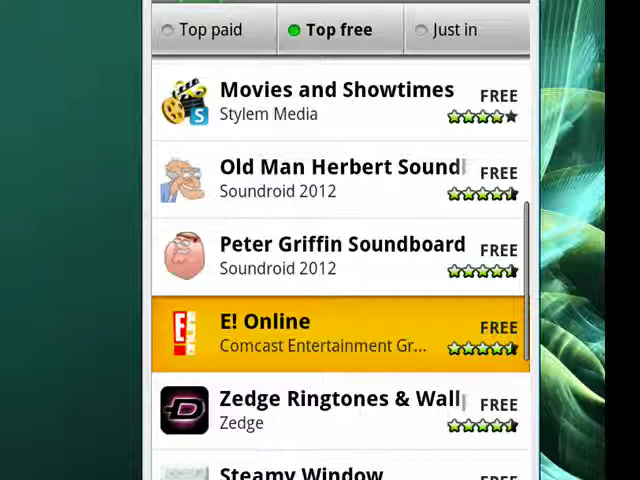 Top paid
Top free
Just in
Movies and Showtimes
FREE
Stylem Media
S
Old Man Herbert Sound
FREE
Soundroid 2012
Peter Griffin Soundboard
FREE
Soundroid 2012
E! Online
FREE
Comcast Entertainment Gr...
E!
ONLINE
Zedge Ringtones & Wall
FREE
Zedge
D
Steamy Window
FREE